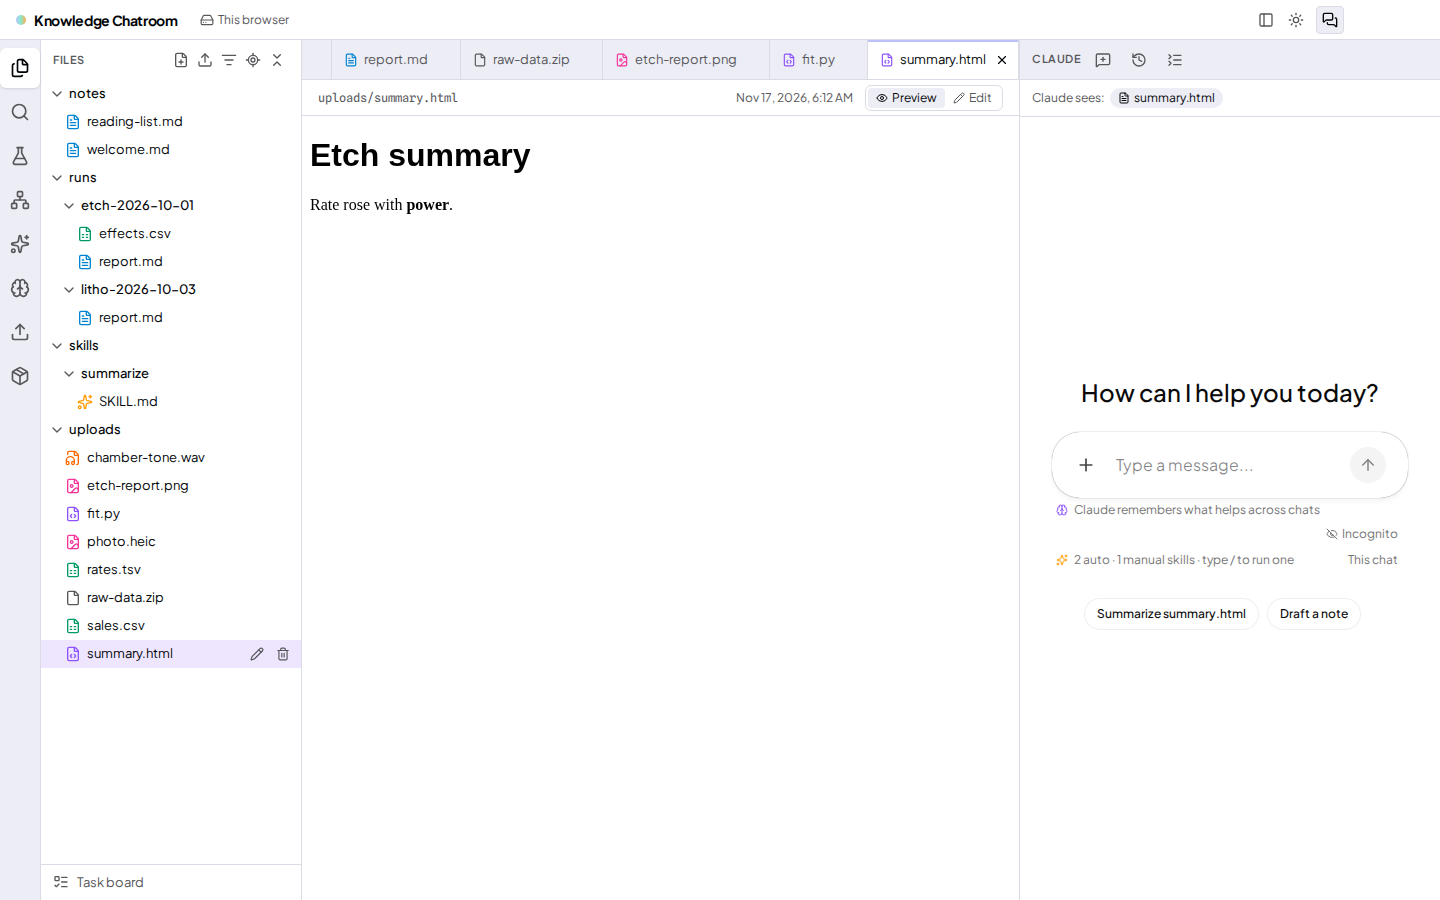 Knowledge Chatroom
This browser
FILES
notes
reading-list.md
welcome.md
runs
etch-2026-10-01
effects.csv
report.md
litho-2026-10-03
report.md
skills
summarize
SKILL.md
uploads
chamber-tone.wav
etch-report.png
fit.py
photo.heic
rates.tsv
raw-data.zip
sales.csv
summary.html
Task board
report.md
raw-data.zip
etch-report.png
fit.py
summary.html
uploads/summary.html
Nov 17, 2026, 6:12 AM
Preview
Edit
Etch summary
Rate rose with power.
CLAUDE
Claude sees: summary.html
How can I help you today?
Type a message...
Claude remembers what helps across chats
Incognito
2 auto · 1 manual skills · type / to run one
This chat
Summarize summary.html
Draft a note